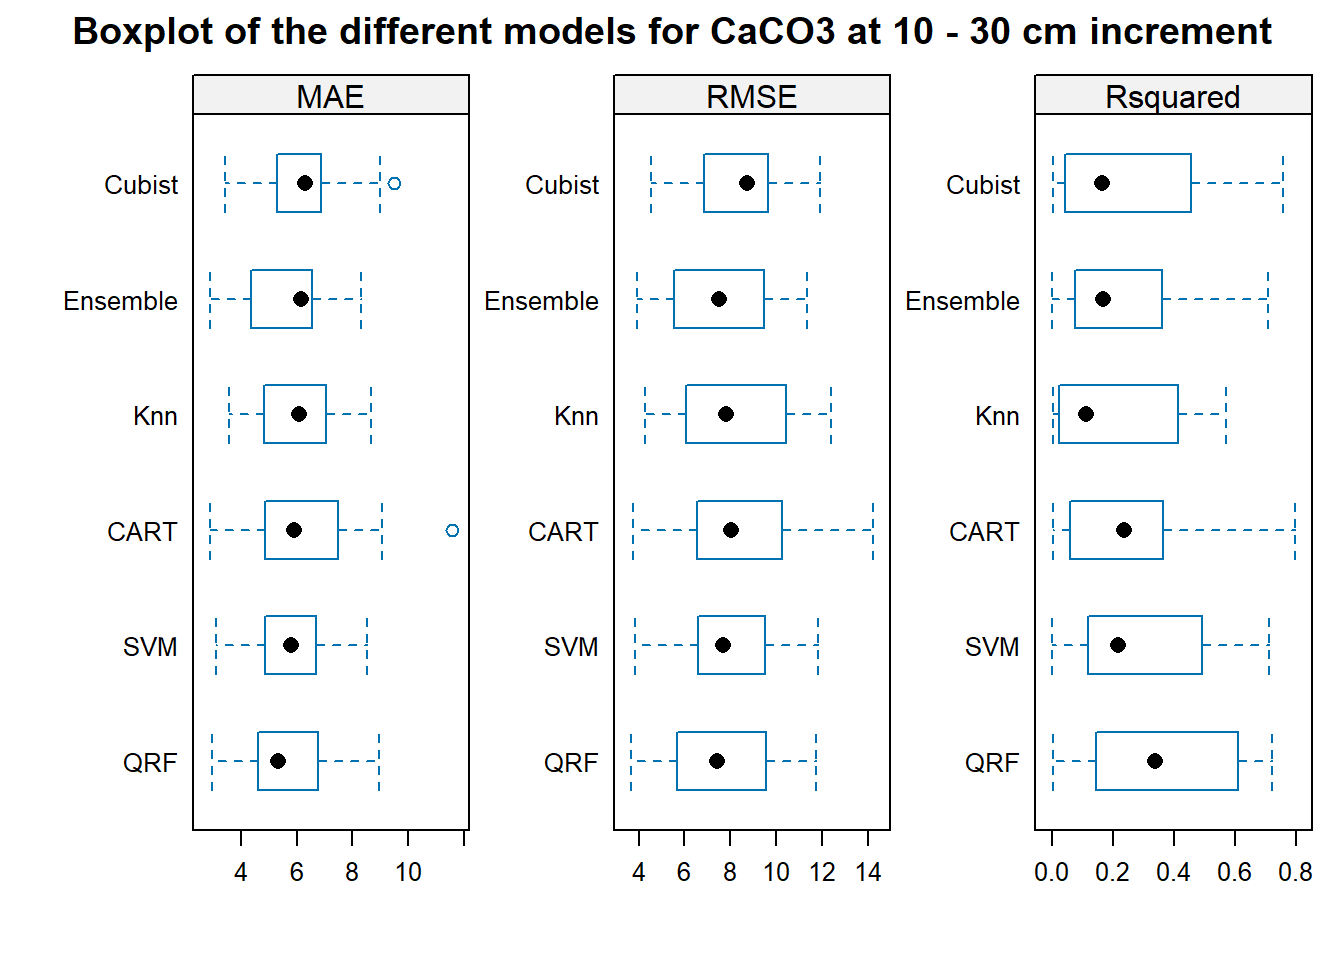 Boxplot of the different models for CaCO3 at 10 - 30 cm increment
MAE
Cubist
Ensemble
Knn
CART
SVM
QRF
4 6 8 10
RMSE
Cubist
Ensemble
Knn
CART
SVM
QRF
4 6 8 10 12 14
Rsquared
Cubist
Ensemble
Knn
CART
SVM
QRF
0.0 0.2 0.4 0.6 0.8